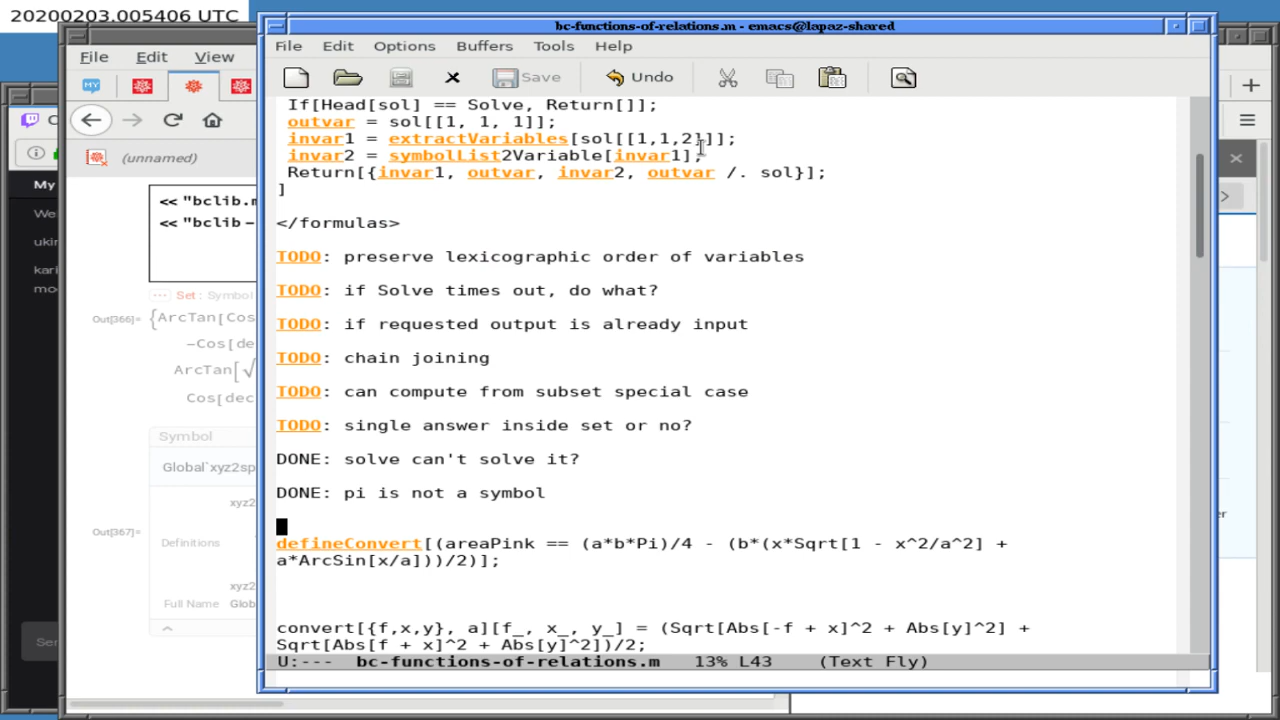 20200203.005406 UTC
bc-functions-of-relations.m - emacs@lapaz-shared
File Edit Options Buffers Tools Help
Save Undo
If[Head[sol] == Solve, Return[]];
outvar = sol[[1, 1, 1]];
invar1 = extractVariables[sol[[1,1,2]]];
invar2 = symbolList2Variable[invar1];
Return[{invar1, outvar, invar2, outvar /. sol}];
]
</formulas>
TODO: preserve lexicographic order of variables
TODO: if Solve times out, do what?
TODO: if requested output is already input
TODO: chain joining
TODO: can compute from subset special case
TODO: single answer inside set or no?
DONE: solve can't solve it?
DONE: pi is not a symbol
defineConvert[(areaPink == (a*b*Pi)/4 - (b*(x*Sqrt[1 - x^2/a^2] +
a*ArcSin[x/a]))/2)];
convert[{f,x,y}, a][f_, x_, y_] = (Sqrt[Abs[-f + x]^2 + Abs[y]^2] +
Sqrt[Abs[f + x]^2 + Abs[y]^2])/2;
U:--- bc-functions-of-relations.m 13% L43 (Text Fly)
File Edit View
MY
(unnamed)
<< "bclib.m
<< "bclib-
Set: Symbol
Out[366]= {ArcTan[Cos
-Cos[de
ArcTan[√
Cos[dec
Symbol
Global`xyz2sp
xyz2
Out[367]=
Definitions
xyz2
Full Name Glob
My
We
ukin
kari
mo
Ser